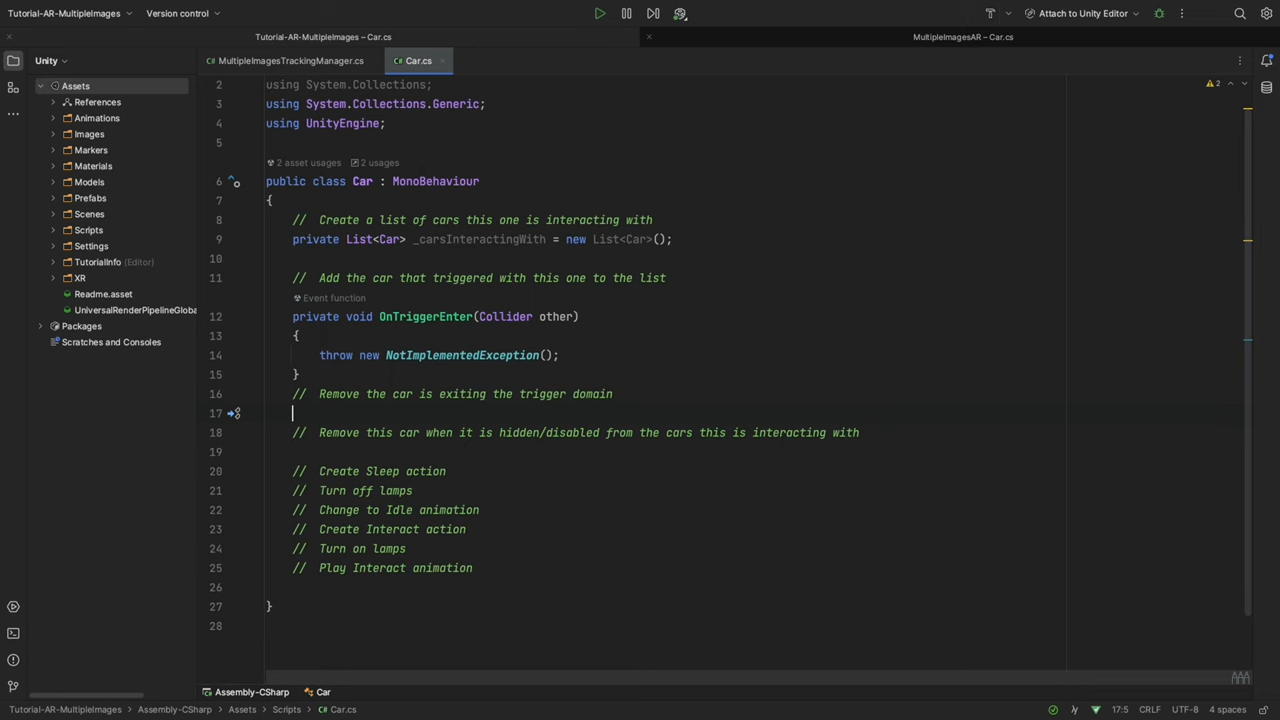 Tutorial-AR-MultipleImages
Version control
Attach to Unity Editor
Tutorial-AR-MultipleImages – Car.cs
MultipleImagesAR – Car.cs
Unity
MultipleImagesTrackingManager.cs
C# Car.cs
Assets
References
Animations
Images
Markers
Materials
Models
Prefabs
Scenes
Scripts
Settings
TutorialInfo (Editor)
XR
Readme.asset
UniversalRenderPipelineGloba
Packages
Scratches and Consoles
2
2 using System.Collections;
3 using System.Collections.Generic;
4 using UnityEngine;
5
2 asset usages 2 usages
6 public class Car : MonoBehaviour
7 {
8 // Create a list of cars this one is interacting with
9 private List<Car> _carsInteractingWith = new List<Car>();
10
11 // Add the car that triggered with this one to the list
Event function
12 private void OnTriggerEnter(Collider other)
13 {
14 throw new NotImplementedException();
15 }
16 // Remove the car is exiting the trigger domain
17
18 // Remove this car when it is hidden/disabled from the cars this is interacting with
19
20 // Create Sleep action
21 // Turn off lamps
22 // Change to Idle animation
23 // Create Interact action
24 // Turn on lamps
25 // Play Interact animation
26
27 }
28
Assembly-CSharp Car
Tutorial-AR-MultipleImages > Assembly-CSharp > Assets > Scripts > C# Car.cs
17:5 CRLF UTF-8 4 spaces